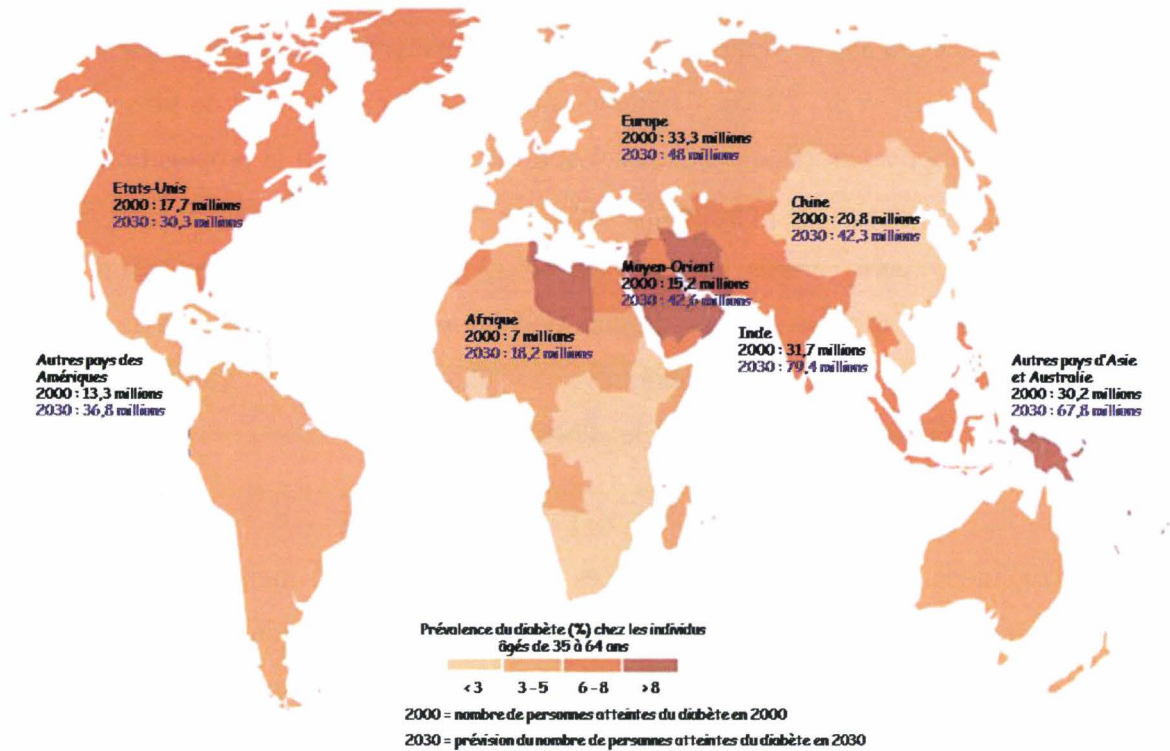 Europe
2000 : 33,3 millions
2030 : 48 millions
Etats-Unis
2000 : 17,7 millions
2030 : 30,3 millions
Chine
2000 : 20,8 millions
2030 : 42,3 millions
Moyen-Orient
2000 : 15,2 millions
2030 : 42,6 millions
Afrique
2000 : 7 millions
2030 : 18,2 millions
Inde
2000 : 31,7 millions
2030 : 79,4 millions
Autres pays des
Amériques
2000 : 13,3 millions
2030 : 36,8 millions
Autres pays d'Asie
et Australie
2000 : 30,2 millions
2030 : 67,8 millions
Prévalence du diabète (%) chez les individus
âgés de 35 à 64 ans
<3 3-5 6-8 >8
2000 = nombre de personnes atteintes du diabète en 2000
2030 = prévision du nombre de personnes atteintes du diabète en 2030